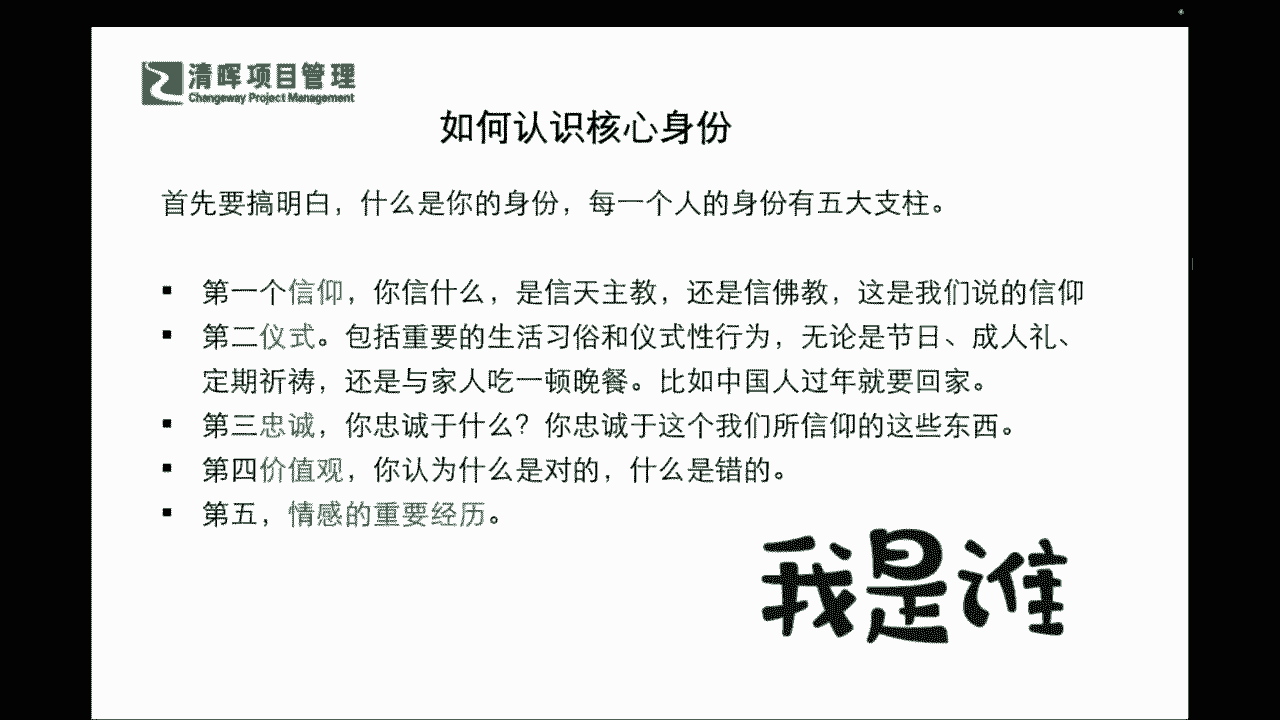 清晖项目管理
Changeway Project Management
如何认识核心身份
首先要搞明白，什么是你的身份，每一个人的身份有五大支柱。
▪ 第一个信仰，你信什么，是信天主教，还是信佛教，这是我们说的信仰
▪ 第二仪式。包括重要的生活习俗和仪式性行为，无论是节日、成人礼、
定期祈祷，还是与家人吃一顿晚餐。比如中国人过年就要回家。
▪ 第三忠诚，你忠诚于什么？你忠诚于这个我们所信仰的这些东西。
▪ 第四价值观，你认为什么是对的，什么是错的。
▪ 第五，情感的重要经历。
我是谁